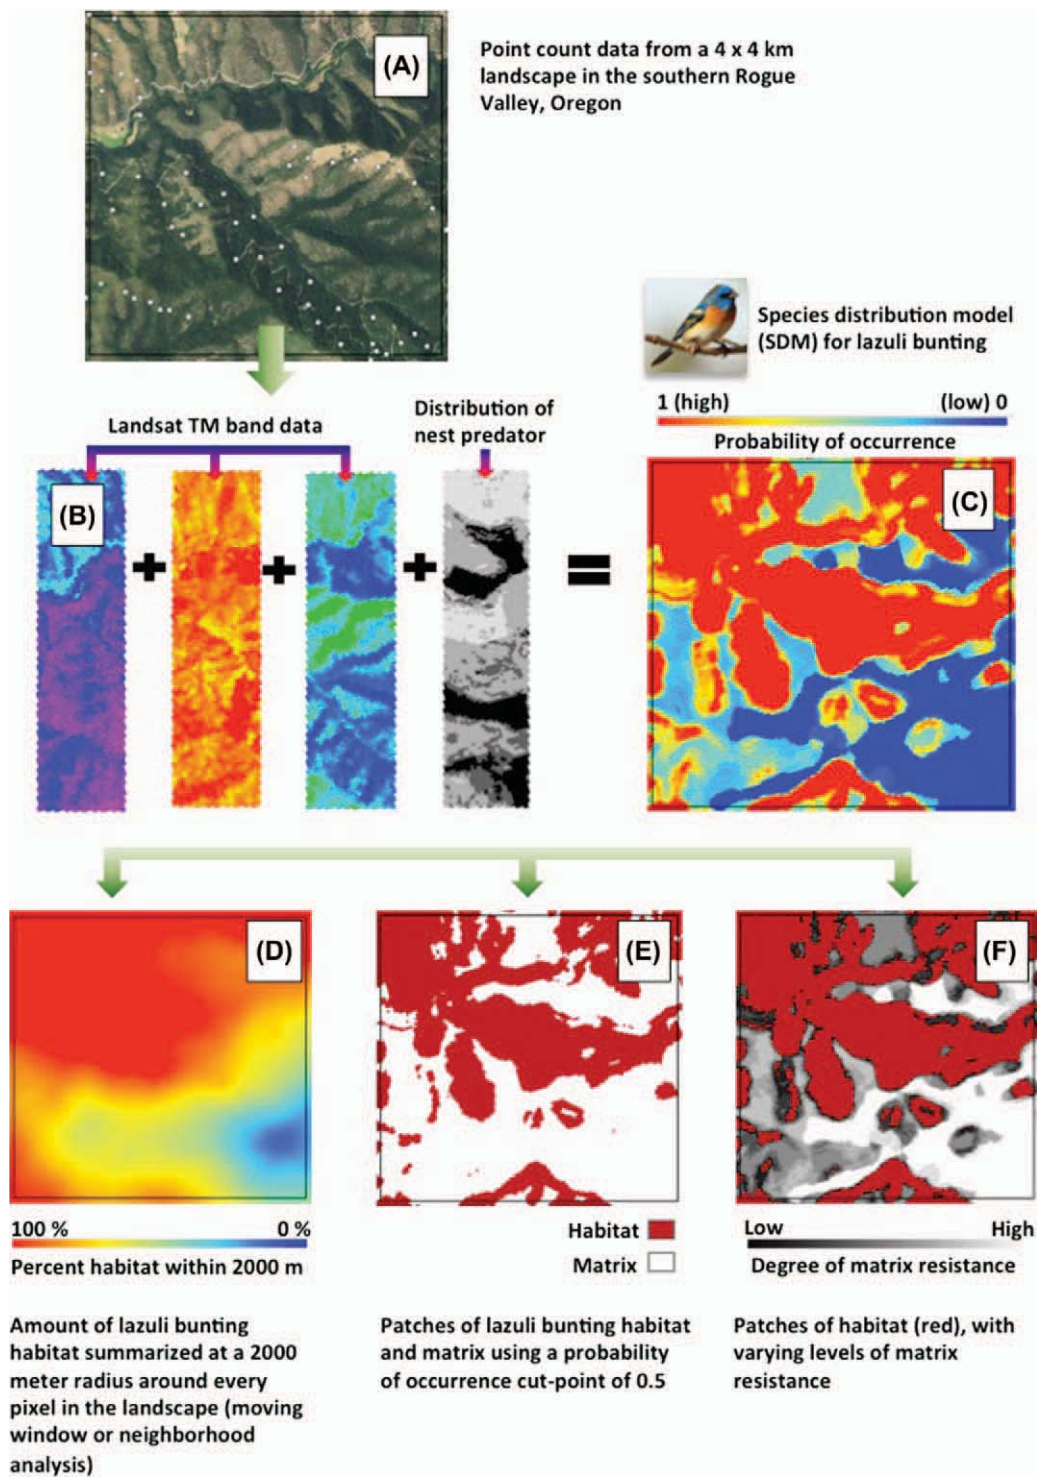 (A)
Point count data from a 4 x 4 km
landscape in the southern Rogue
Valley, Oregon
Species distribution model
(SDM) for lazuli bunting
1 (high)
(low) 0
Probability of occurrence
Landsat TM band data
Distribution of
nest predator
(B)
(C)
(D)
100 %
0 %
Percent habitat within 2000 m
Amount of lazuli bunting
habitat summarized at a 2000
meter radius around every
pixel in the landscape (moving
window or neighborhood
analysis)
(E)
Habitat
Matrix
Patches of lazuli bunting habitat
and matrix using a probability
of occurrence cut-point of 0.5
(F)
Low
High
Degree of matrix resistance
Patches of habitat (red), with
varying levels of matrix
resistance